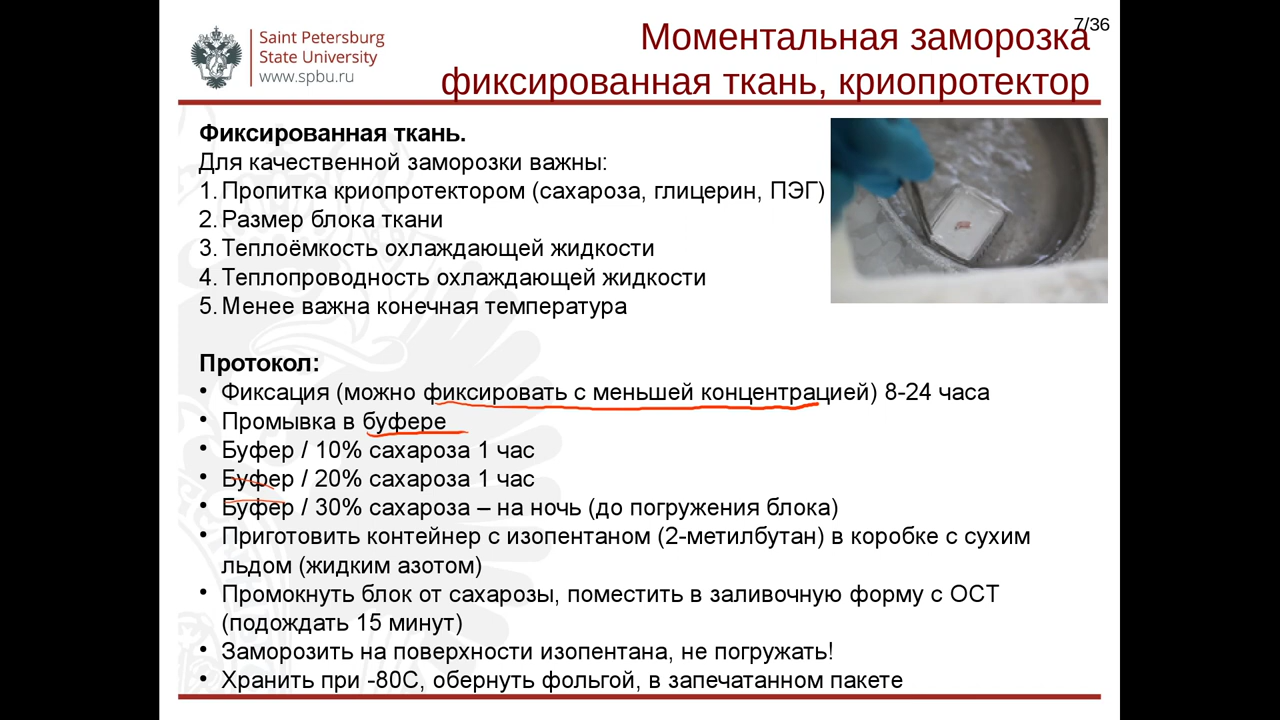 7/36
Saint Petersburg
State University
www.spbu.ru
Моментальная заморозка
фиксированная ткань, криопротектор
Фиксированная ткань.
Для качественной заморозки важны:
1. Пропитка криопротектором (сахароза, глицерин, ПЭГ)
2. Размер блока ткани
3. Теплоёмкость охлаждающей жидкости
4. Теплопроводность охлаждающей жидкости
5. Менее важна конечная температура
Протокол:
• Фиксация (можно фиксировать с меньшей концентрацией) 8-24 часа
• Промывка в буфере
• Буфер / 10% сахароза 1 час
• Буфер / 20% сахароза 1 час
• Буфер / 30% сахароза – на ночь (до погружения блока)
• Приготовить контейнер с изопентаном (2-метилбутан) в коробке с сухим
льдом (жидким азотом)
• Промокнуть блок от сахарозы, поместить в заливочную форму с ОСТ
(подождать 15 минут)
• Заморозить на поверхности изопентана, не погружать!
• Хранить при -80С, обернуть фольгой, в запечатанном пакете